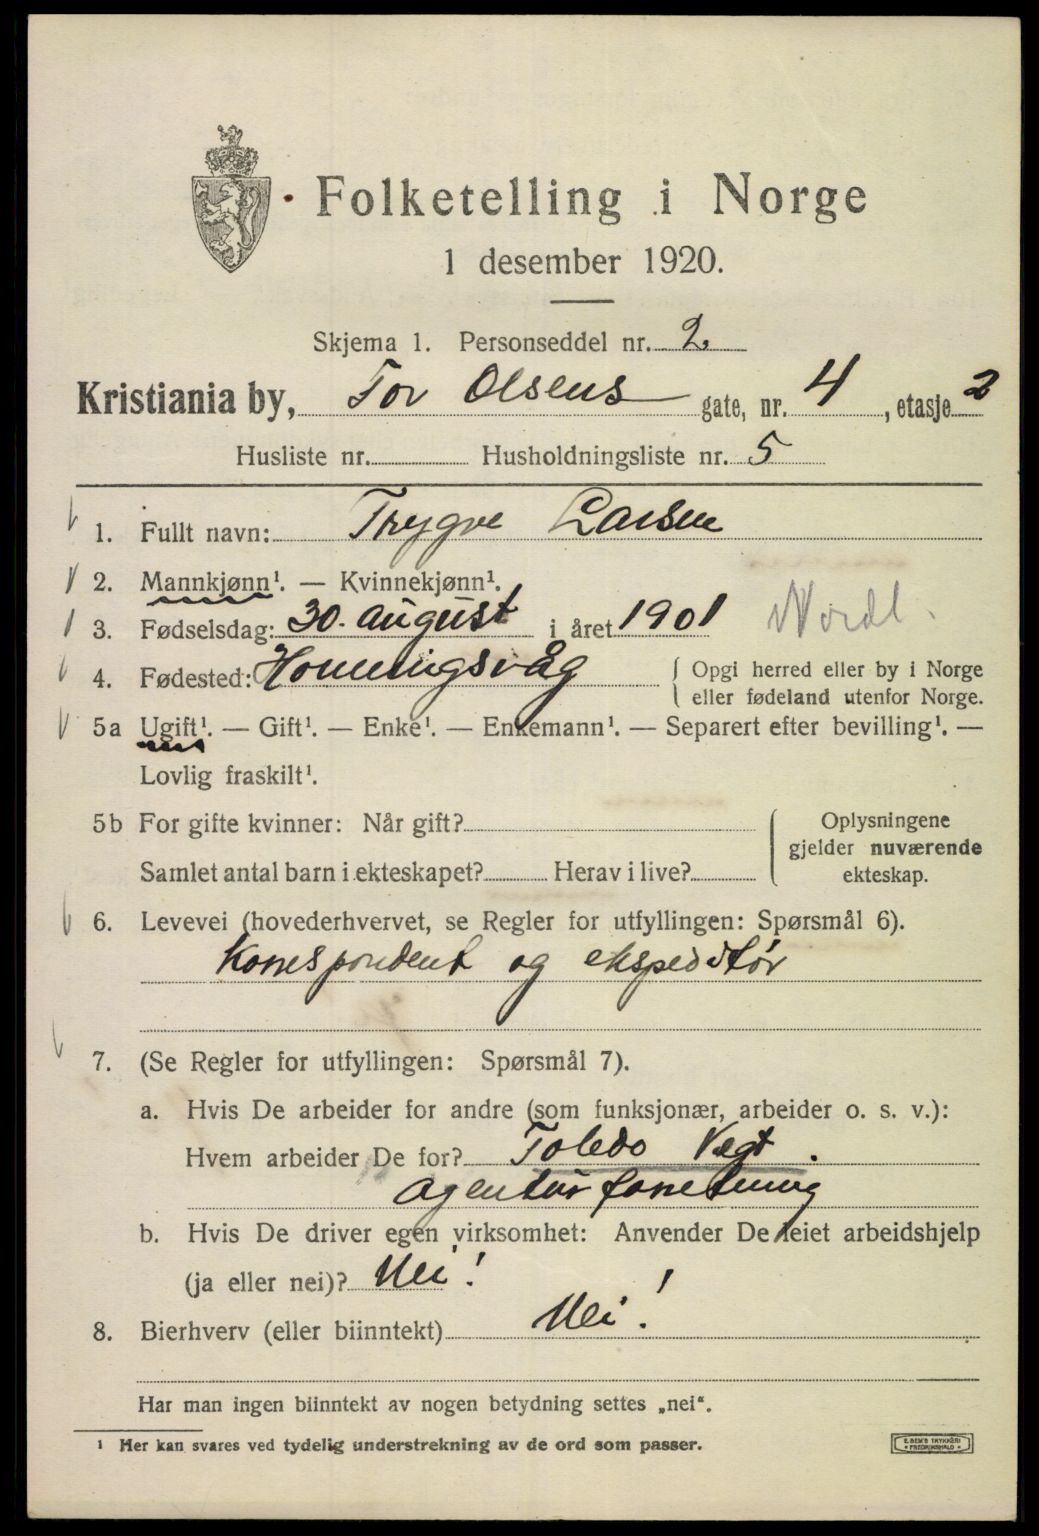 Folketelling i Norge
1 desember 1920.
Skjema 1. Personseddel nr. 2
Kristiania by, Tor Olsens gate, nr. 4, etasje 2
Husliste nr. Husholdningsliste nr. 5
1. Fullt navn: Trygve Larsen
2. Mannkjønn¹. — Kvinnekjønn¹.
3. Fødselsdag: 30. august i året 1901 Nordl.
4. Fødested: Honningsvåg { Opgi herred eller by i Norge
eller fødeland utenfor Norge.
5a Ugift¹. — Gift¹. — Enke¹. — Enkemann¹. — Separert efter bevilling¹. —
Lovlig fraskilt¹.
5b For gifte kvinner: Når gift? { Oplysningene
gjelder nuværende
Samlet antal barn i ekteskapet? Herav i live? ekteskap.
6. Levevei (hovederhvervet, se Regler for utfyllingen: Spørsmål 6).
Korrespondent og ekspeditør
7. (Se Regler for utfyllingen: Spørsmål 7).
a. Hvis De arbeider for andre (som funksjonær, arbeider o. s. v.):
Hvem arbeider De for? Toledo Vegt.
agenturforretning
b. Hvis De driver egen virksomhet: Anvender De leiet arbeidshjelp
(ja eller nei)? Nei!
8. Bierhverv (eller biinntekt) Nei!
Har man ingen biinntekt av nogen betydning settes „nei“.
¹ Her kan svares ved tydelig understrekning av de ord som passer.
E. SEM'S TRYKKERI
FREDRIKSHALD